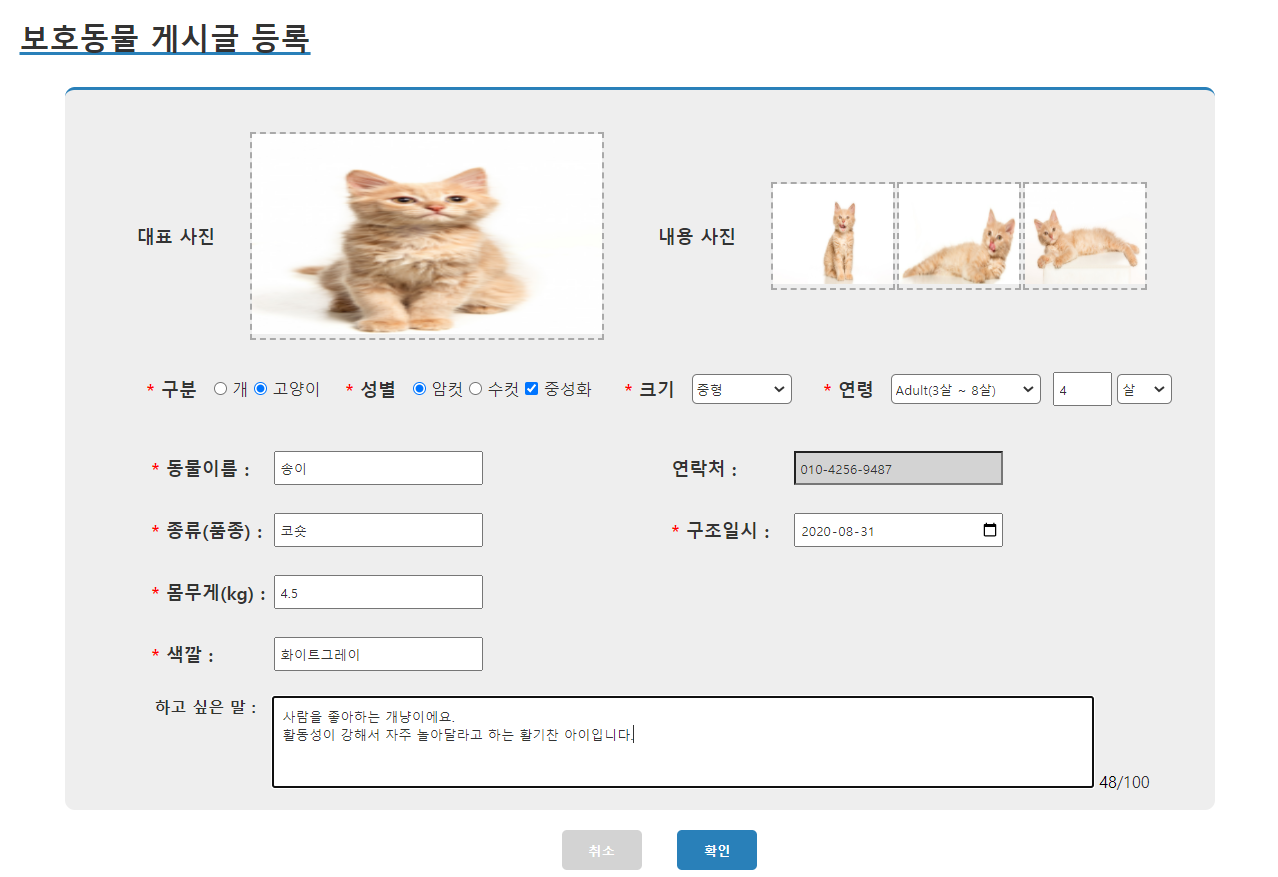 보호동물 게시글 등록
대표 사진
내용 사진
* 구분 개 고양이 * 성별 암컷 수컷 중성화 * 크기 중형 * 연령 Adult(3살 ~ 8살) 4 살
* 동물이름 : 송이 연락처 : 010-4256-9487
* 종류(품종) : 코숏 * 구조일시 : 2020-08-31
* 몸무게(kg) : 4.5
* 색깔 : 화이트그레이
하고 싶은 말 : 사람을 좋아하는 개냥이에요.
활동성이 강해서 자주 놀아달라고 하는 활기찬 아이입니다.
48/100
취소 확인